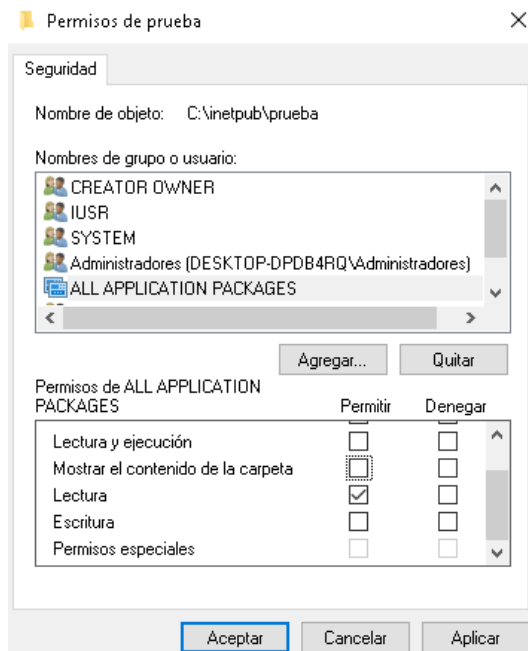 Permisos de prueba
Seguridad
Nombre de objeto: C:\inetpub\prueba
Nombres de grupo o usuario:
CREATOR OWNER
IUSR
SYSTEM
Administradores (DESKTOP-DPDB4RQ\Administradores)
ALL APPLICATION PACKAGES
Agregar... Quitar
Permisos de ALL APPLICATION
PACKAGES Permitir Denegar
Lectura y ejecución
Mostrar el contenido de la carpeta
Lectura
Escritura
Permisos especiales
Aceptar Cancelar Aplicar